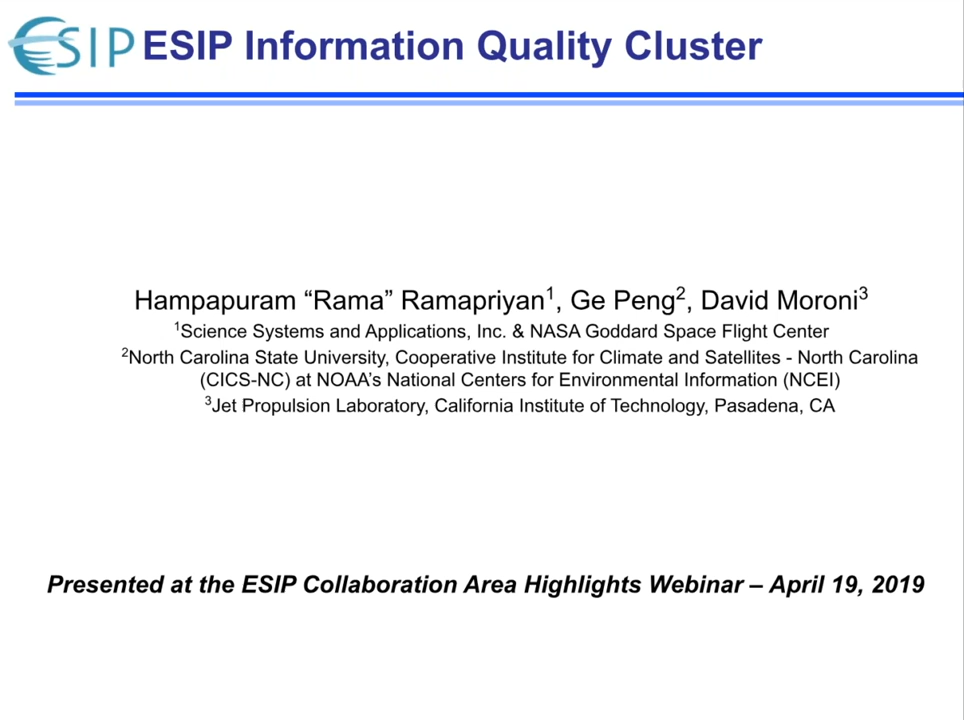 ESIP ESIP Information Quality Cluster
Hampapuram “Rama” Ramapriyan¹, Ge Peng², David Moroni³
¹Science Systems and Applications, Inc. & NASA Goddard Space Flight Center
²North Carolina State University, Cooperative Institute for Climate and Satellites - North Carolina
(CICS-NC) at NOAA’s National Centers for Environmental Information (NCEI)
³Jet Propulsion Laboratory, California Institute of Technology, Pasadena, CA
Presented at the ESIP Collaboration Area Highlights Webinar – April 19, 2019